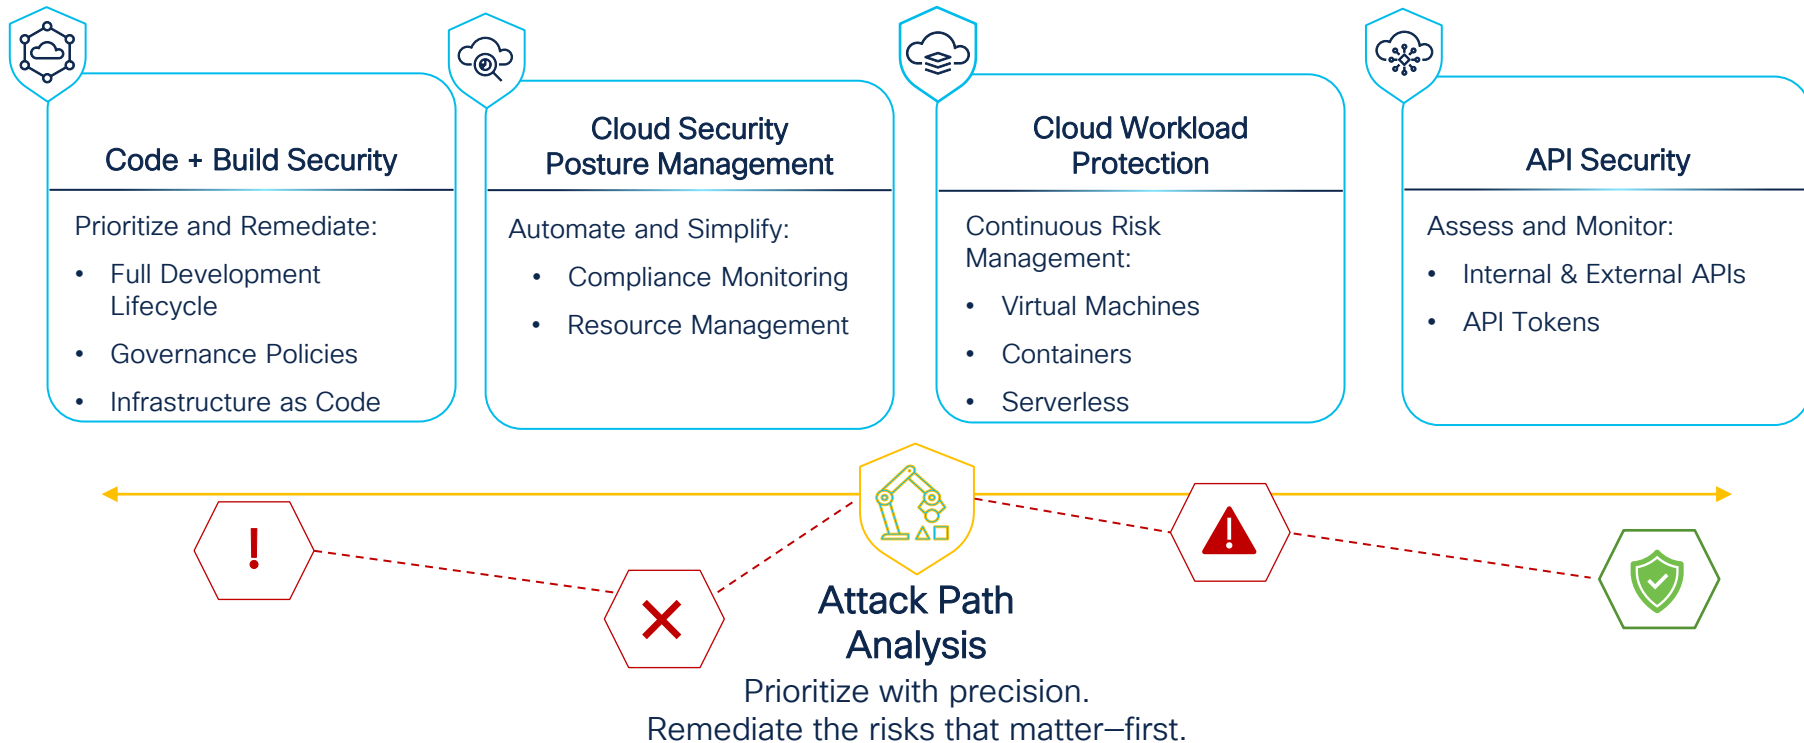 Code + Build Security
Prioritize and Remediate:
• Full Development
Lifecycle
• Governance Policies
• Infrastructure as Code
Cloud Security
Posture Management
Automate and Simplify:
• Compliance Monitoring
• Resource Management
Cloud Workload
Protection
Continuous Risk
Management:
• Virtual Machines
• Containers
• Serverless
API Security
Assess and Monitor:
• Internal & External APIs
• API Tokens
Attack Path
Analysis
Prioritize with precision.
Remediate the risks that matter—first.